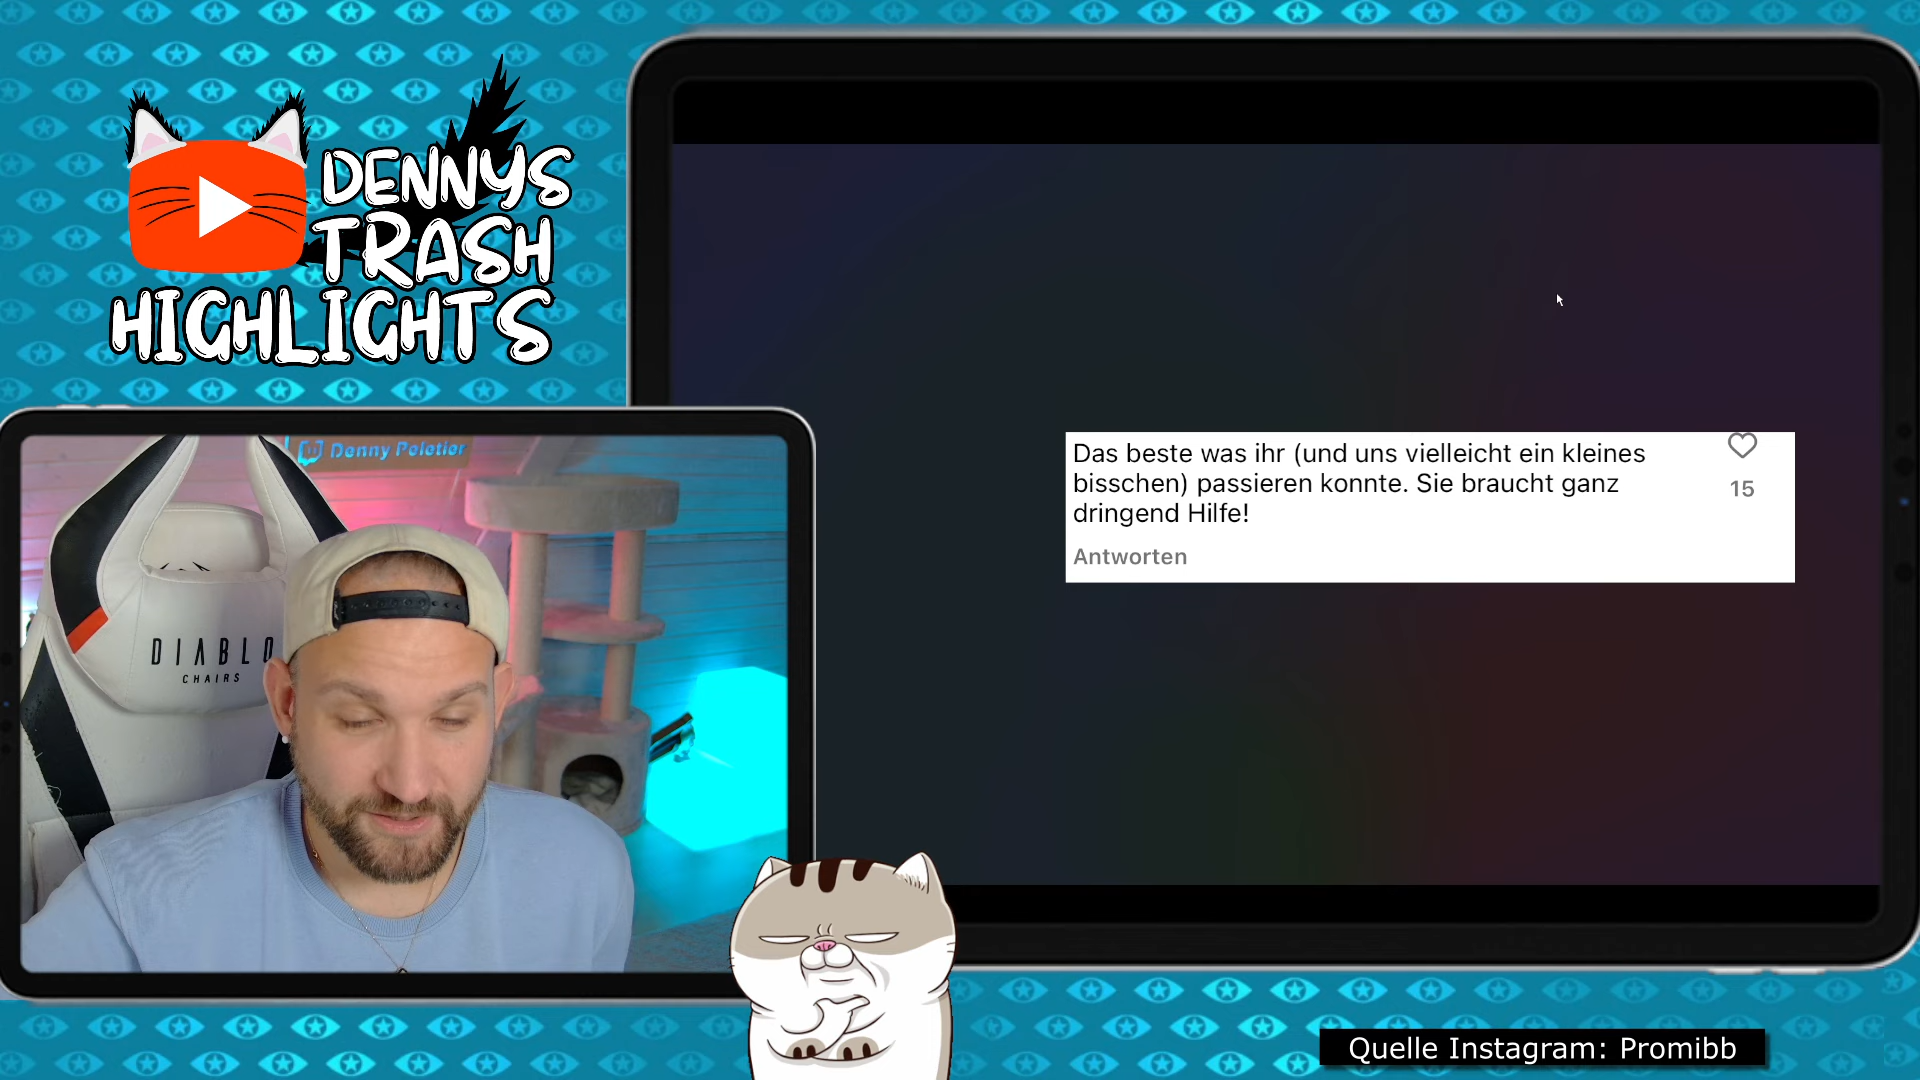 DENNYS
TRASH
HIGHLIGHTS
Denny Peletier
DIABLO
CHAIRS
Das beste was ihr (und uns vielleicht ein kleines
bisschen) passieren konnte. Sie braucht ganz
dringend Hilfe!
15
Antworten
Quelle Instagram: Promibb